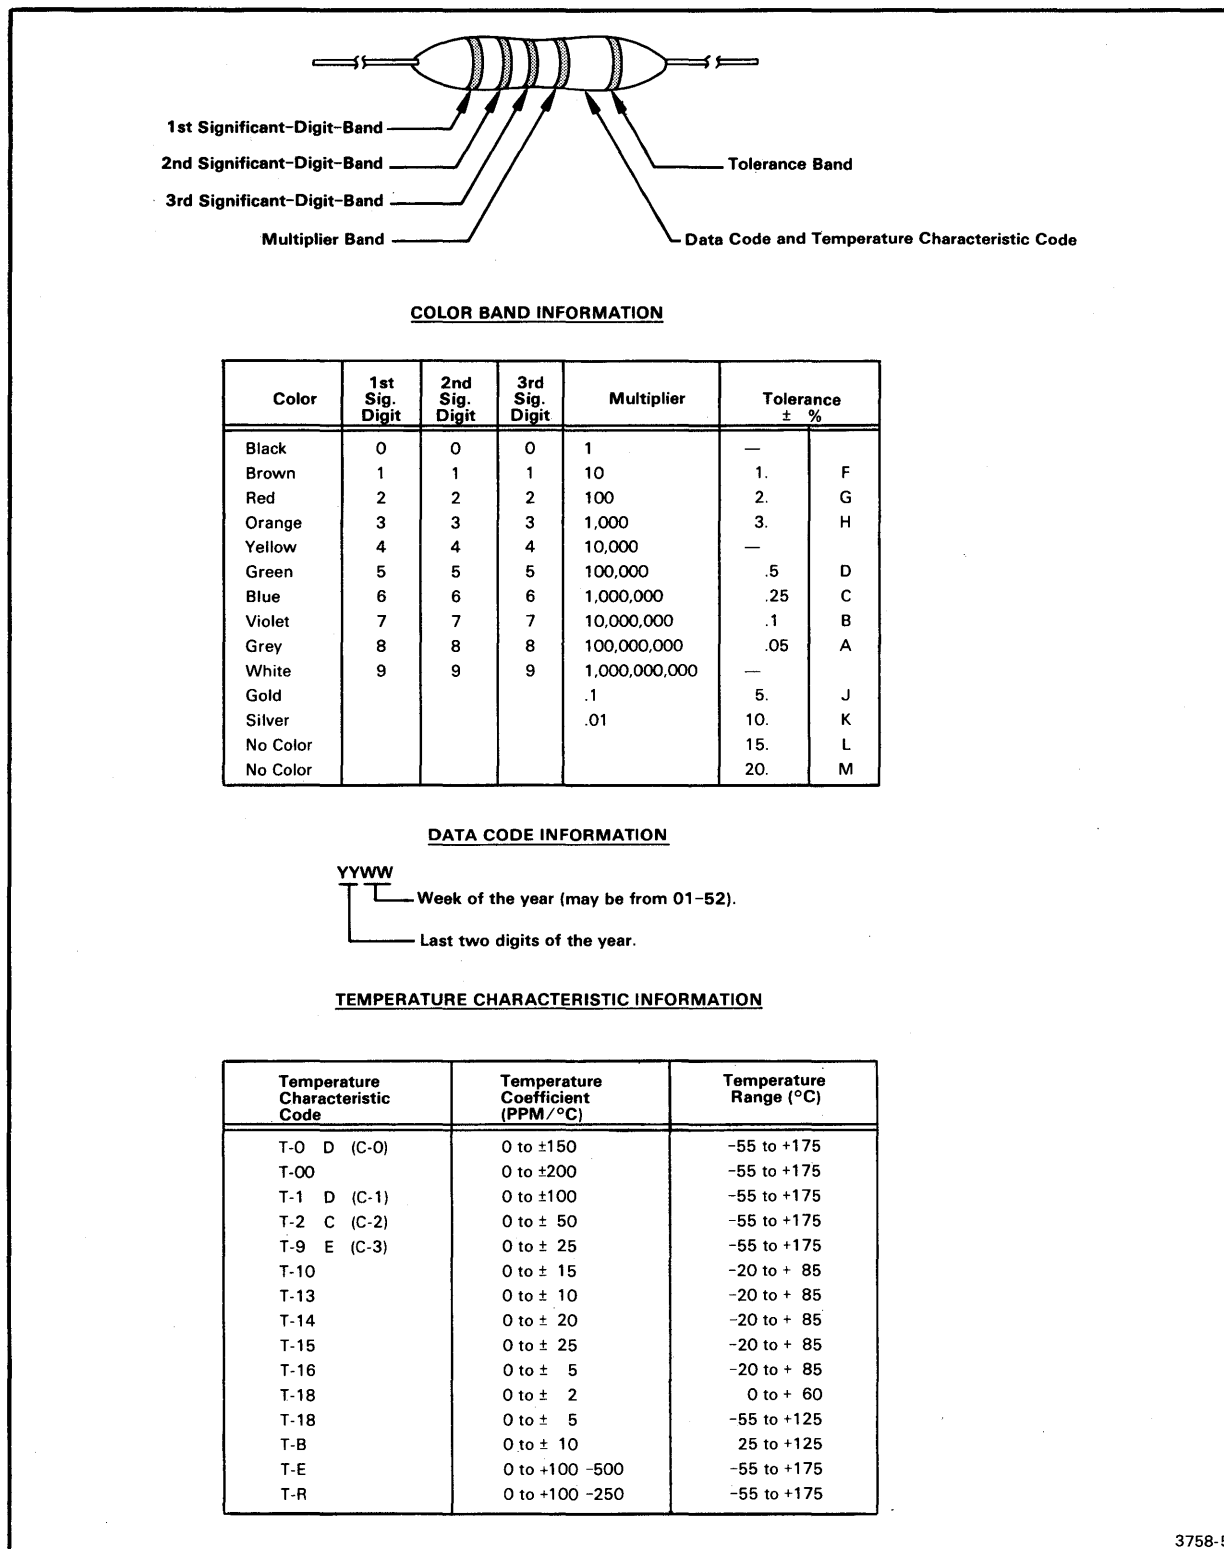 1st Significant-Digit-Band
2nd Significant-Digit-Band
Tolerance Band
3rd Significant-Digit-Band
Multiplier Band
Data Code and Temperature Characteristic Code
COLOR BAND INFORMATION
Color 1st Sig. Digit 2nd Sig. Digit 3rd Sig. Digit Multiplier Tolerance ± %
Black 0 0 0 1 —
Brown 1 1 1 10 1. F
Red 2 2 2 100 2. G
Orange 3 3 3 1,000 3. H
Yellow 4 4 4 10,000 —
Green 5 5 5 100,000 .5 D
Blue 6 6 6 1,000,000 .25 C
Violet 7 7 7 10,000,000 .1 B
Grey 8 8 8 100,000,000 .05 A
White 9 9 9 1,000,000,000 —
Gold .1 5. J
Silver .01 10. K
No Color 15. L
No Color 20. M
DATA CODE INFORMATION
YYWW
Week of the year (may be from 01-52).
Last two digits of the year.
TEMPERATURE CHARACTERISTIC INFORMATION
Temperature Characteristic Code Temperature Coefficient (PPM/°C) Temperature Range (°C)
T-0 D (C-0) 0 to ±150 -55 to +175
T-00 0 to ±200 -55 to +175
T-1 D (C-1) 0 to ±100 -55 to +175
T-2 C (C-2) 0 to ± 50 -55 to +175
T-9 E (C-3) 0 to ± 25 -55 to +175
T-10 0 to ± 15 -20 to + 85
T-13 0 to ± 10 -20 to + 85
T-14 0 to ± 20 -20 to + 85
T-15 0 to ± 25 -20 to + 85
T-16 0 to ± 5 -20 to + 85
T-18 0 to ± 2 0 to + 60
T-18 0 to ± 5 -55 to +125
T-B 0 to ± 10 25 to +125
T-E 0 to +100 -500 -55 to +175
T-R 0 to +100 -250 -55 to +175
3758-5